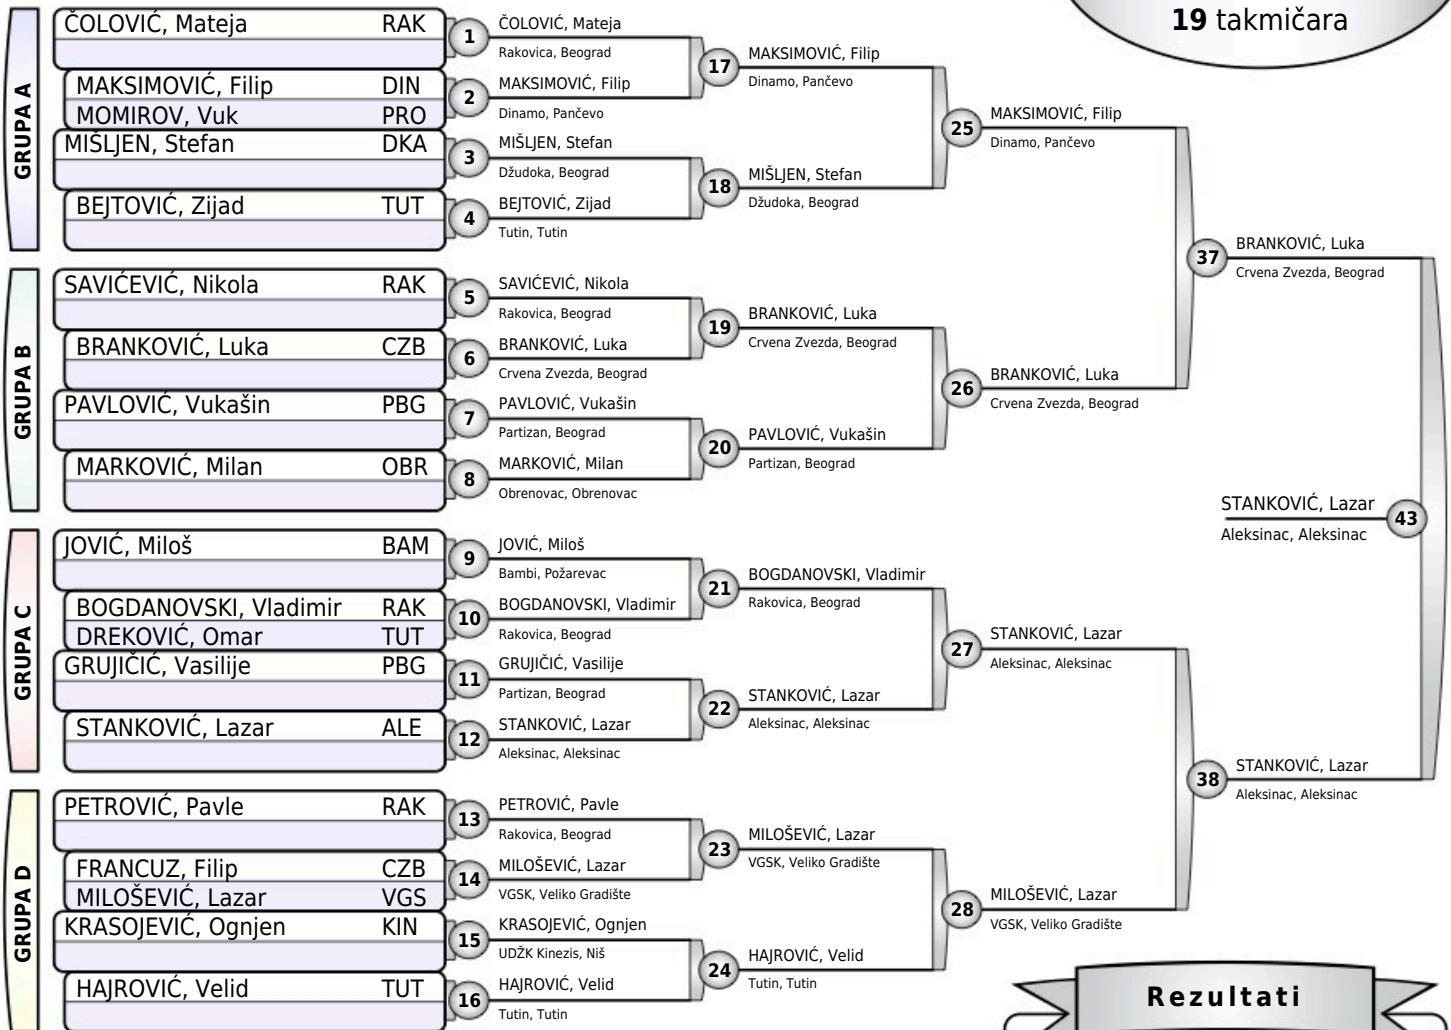 19 takmičara
GRUPA A
ČOLOVIĆ, Mateja RAK
MAKSIMOVIĆ, Filip DIN
MOMIROV, Vuk PRO
MIŠLJEN, Stefan DKA
BEJTOVIĆ, Zijad TUT
GRUPA B
SAVIĆEVIĆ, Nikola RAK
BRANKOVIĆ, Luka CZB
PAVLOVIĆ, Vukašin PBG
MARKOVIĆ, Milan OBR
GRUPA C
JOVIĆ, Miloš BAM
BOGDANOVSKI, Vladimir RAK
DREKOVIĆ, Omar TUT
GRUJIČIĆ, Vasilije PBG
STANKOVIĆ, Lazar ALE
GRUPA D
PETROVIĆ, Pavle RAK
FRANCUZ, Filip CZB
MILOŠEVIĆ, Lazar VGS
KRASOJEVIĆ, Ognjen KIN
HAJROVIĆ, Velid TUT
1
ČOLOVIĆ, Mateja
Rakovica, Beograd
2
MAKSIMOVIĆ, Filip
Dinamo, Pančevo
3
MIŠLJEN, Stefan
Džudoka, Beograd
4
BEJTOVIĆ, Zijad
Tutin, Tutin
5
SAVIĆEVIĆ, Nikola
Rakovica, Beograd
6
BRANKOVIĆ, Luka
Crvena Zvezda, Beograd
7
PAVLOVIĆ, Vukašin
Partizan, Beograd
8
MARKOVIĆ, Milan
Obrenovac, Obrenovac
9
JOVIĆ, Miloš
Bambi, Požarevac
10
BOGDANOVSKI, Vladimir
Rakovica, Beograd
11
GRUJIČIĆ, Vasilije
Partizan, Beograd
12
STANKOVIĆ, Lazar
Aleksinac, Aleksinac
13
PETROVIĆ, Pavle
Rakovica, Beograd
14
MILOŠEVIĆ, Lazar
VGSK, Veliko Gradište
15
KRASOJEVIĆ, Ognjen
UDŽK Kinezis, Niš
16
HAJROVIĆ, Velid
Tutin, Tutin
17
MAKSIMOVIĆ, Filip
Dinamo, Pančevo
18
MIŠLJEN, Stefan
Džudoka, Beograd
19
BRANKOVIĆ, Luka
Crvena Zvezda, Beograd
20
PAVLOVIĆ, Vukašin
Partizan, Beograd
21
BOGDANOVSKI, Vladimir
Rakovica, Beograd
22
STANKOVIĆ, Lazar
Aleksinac, Aleksinac
23
MILOŠEVIĆ, Lazar
VGSK, Veliko Gradište
24
HAJROVIĆ, Velid
Tutin, Tutin
25
MAKSIMOVIĆ, Filip
Dinamo, Pančevo
26
BRANKOVIĆ, Luka
Crvena Zvezda, Beograd
27
STANKOVIĆ, Lazar
Aleksinac, Aleksinac
28
MILOŠEVIĆ, Lazar
VGSK, Veliko Gradište
37
BRANKOVIĆ, Luka
Crvena Zvezda, Beograd
38
STANKOVIĆ, Lazar
Aleksinac, Aleksinac
STANKOVIĆ, Lazar
Aleksinac, Aleksinac
43
Rezultati